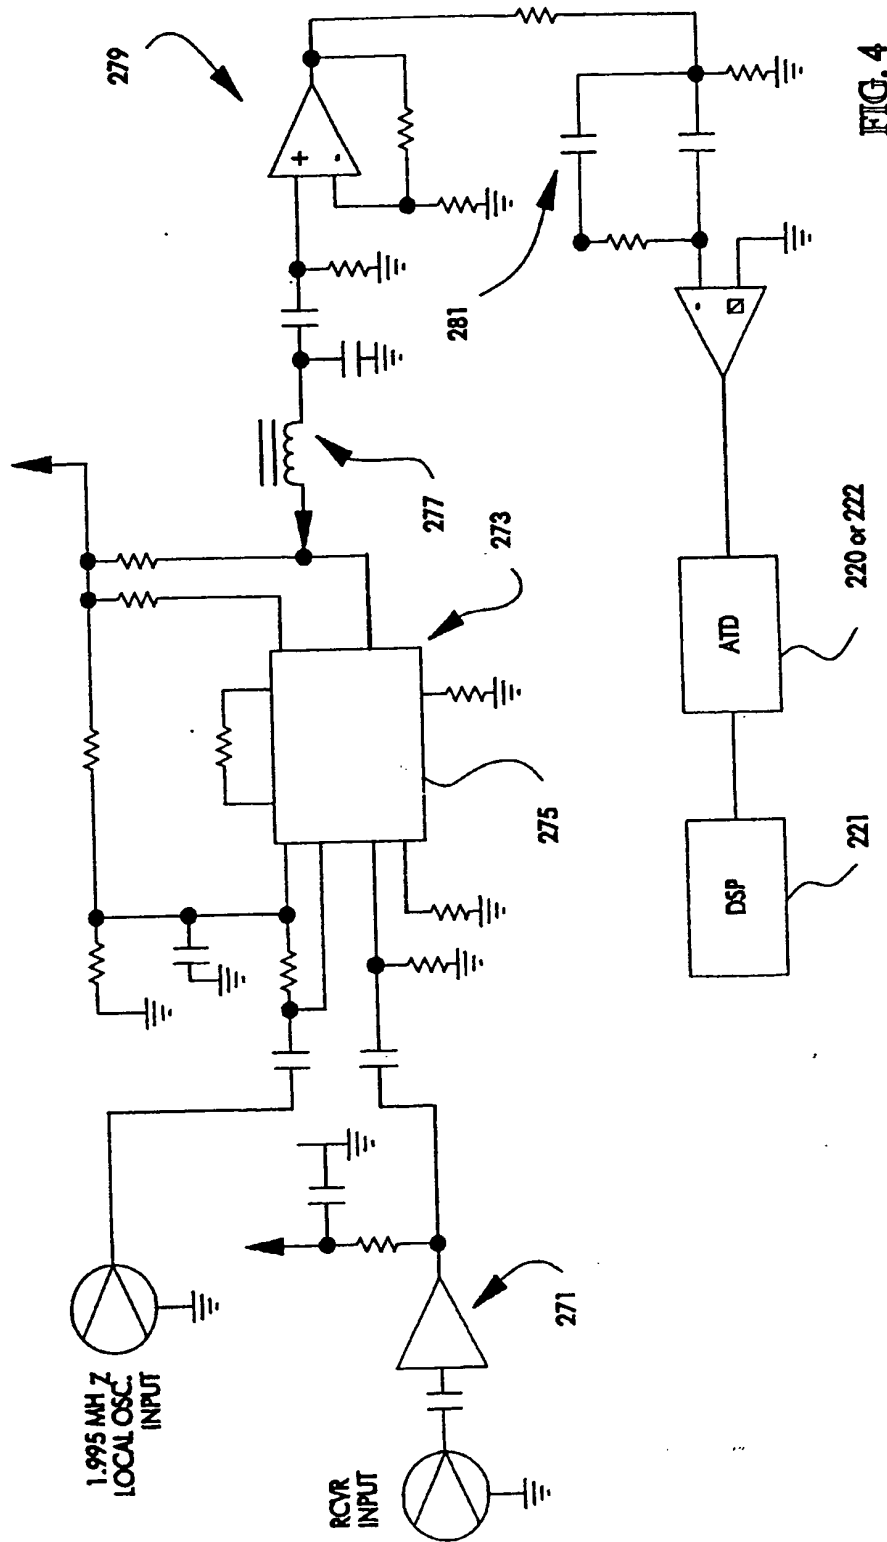 1.995 MH Z
LOCAL OSC.
INPUT
RCVR
INPUT
271
275
273
277
279
+
-
281
-
ATD
220 or 222
DSP
221
FIG. 4